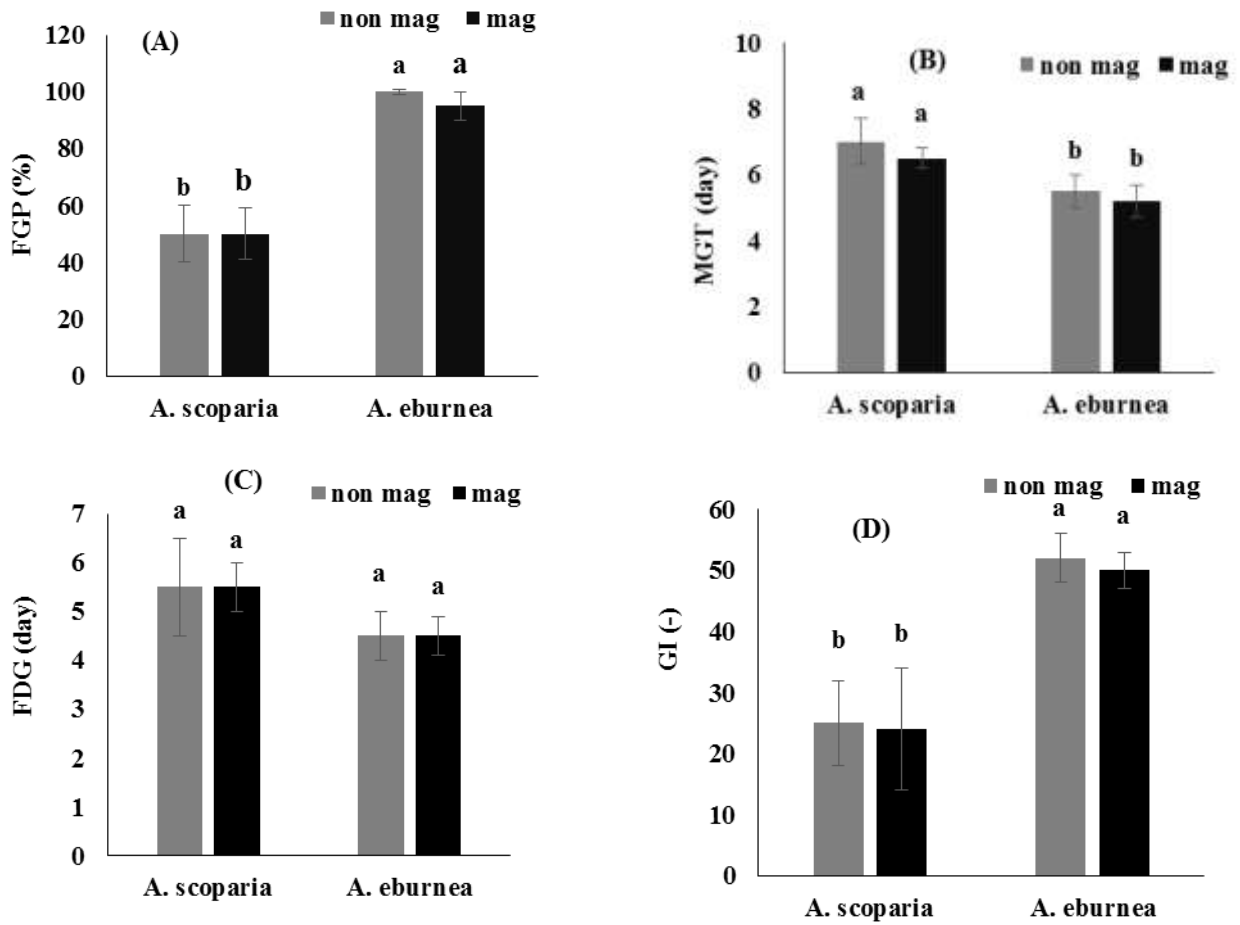 non mag mag
(A)
FGP (%)
120
100
80
60
40
20
0
b b a a
A. scoparia A. eburnea
non mag mag
(B)
MGT (day)
10
8
6
4
2
0
a a b b
A. scoparia A. eburnea
(C)
non mag mag
FDG (day)
7
6
5
4
3
2
1
0
a a a a
A. scoparia A. eburnea
non mag mag
(D)
GI (-)
60
50
40
30
20
10
0
b b a a
A. scoparia A. eburnea